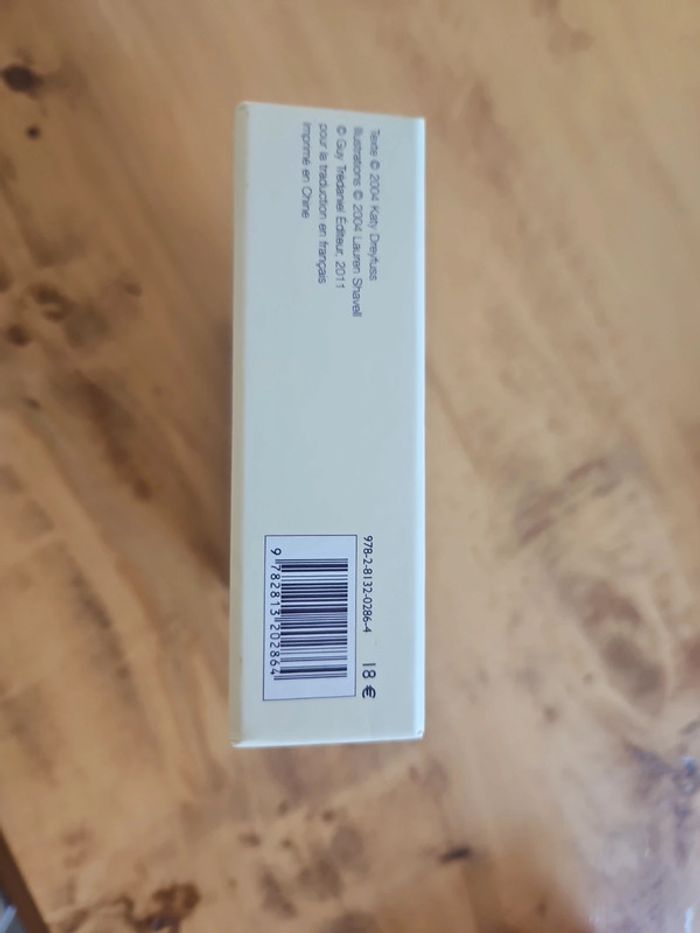 Texte © 2004 Katy Dreyfuss
Illustrations © 2004 Lauren Shavell
© Guy Trédaniel Éditeur, 2011
pour la traduction en français
Imprimé en Chine
978-2-8132-0286-4 18 €
9 782813 202864